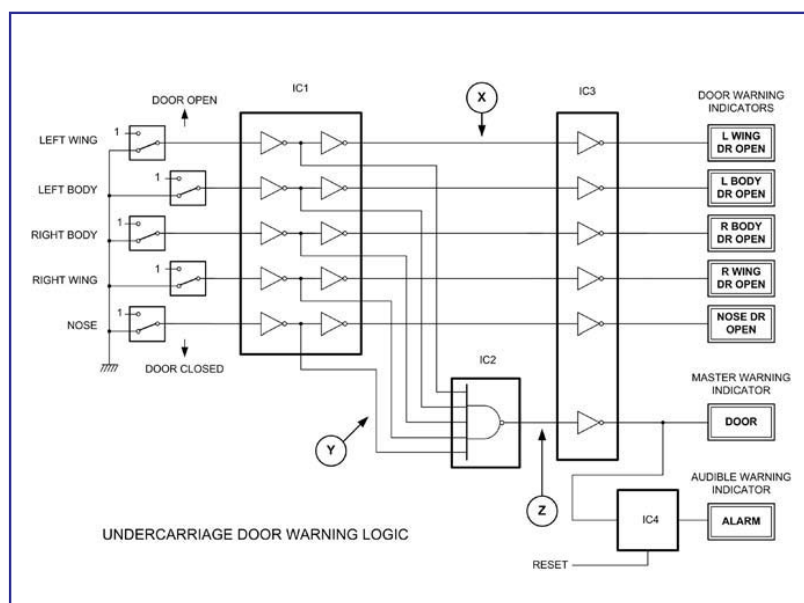 IC1
IC3
X
DOOR WARNING
INDICATORS
DOOR OPEN
1
LEFT WING
L WING
DR OPEN
1
LEFT BODY
L BODY
DR OPEN
1
RIGHT BODY
R BODY
DR OPEN
1
RIGHT WING
R WING
DR OPEN
1
NOSE
NOSE DR
OPEN
DOOR CLOSED
IC2
MASTER WARNING
INDICATOR
DOOR
Y
Z
AUDIBLE WARNING
INDICATOR
IC4
ALARM
UNDERCARRIAGE DOOR WARNING LOGIC
RESET